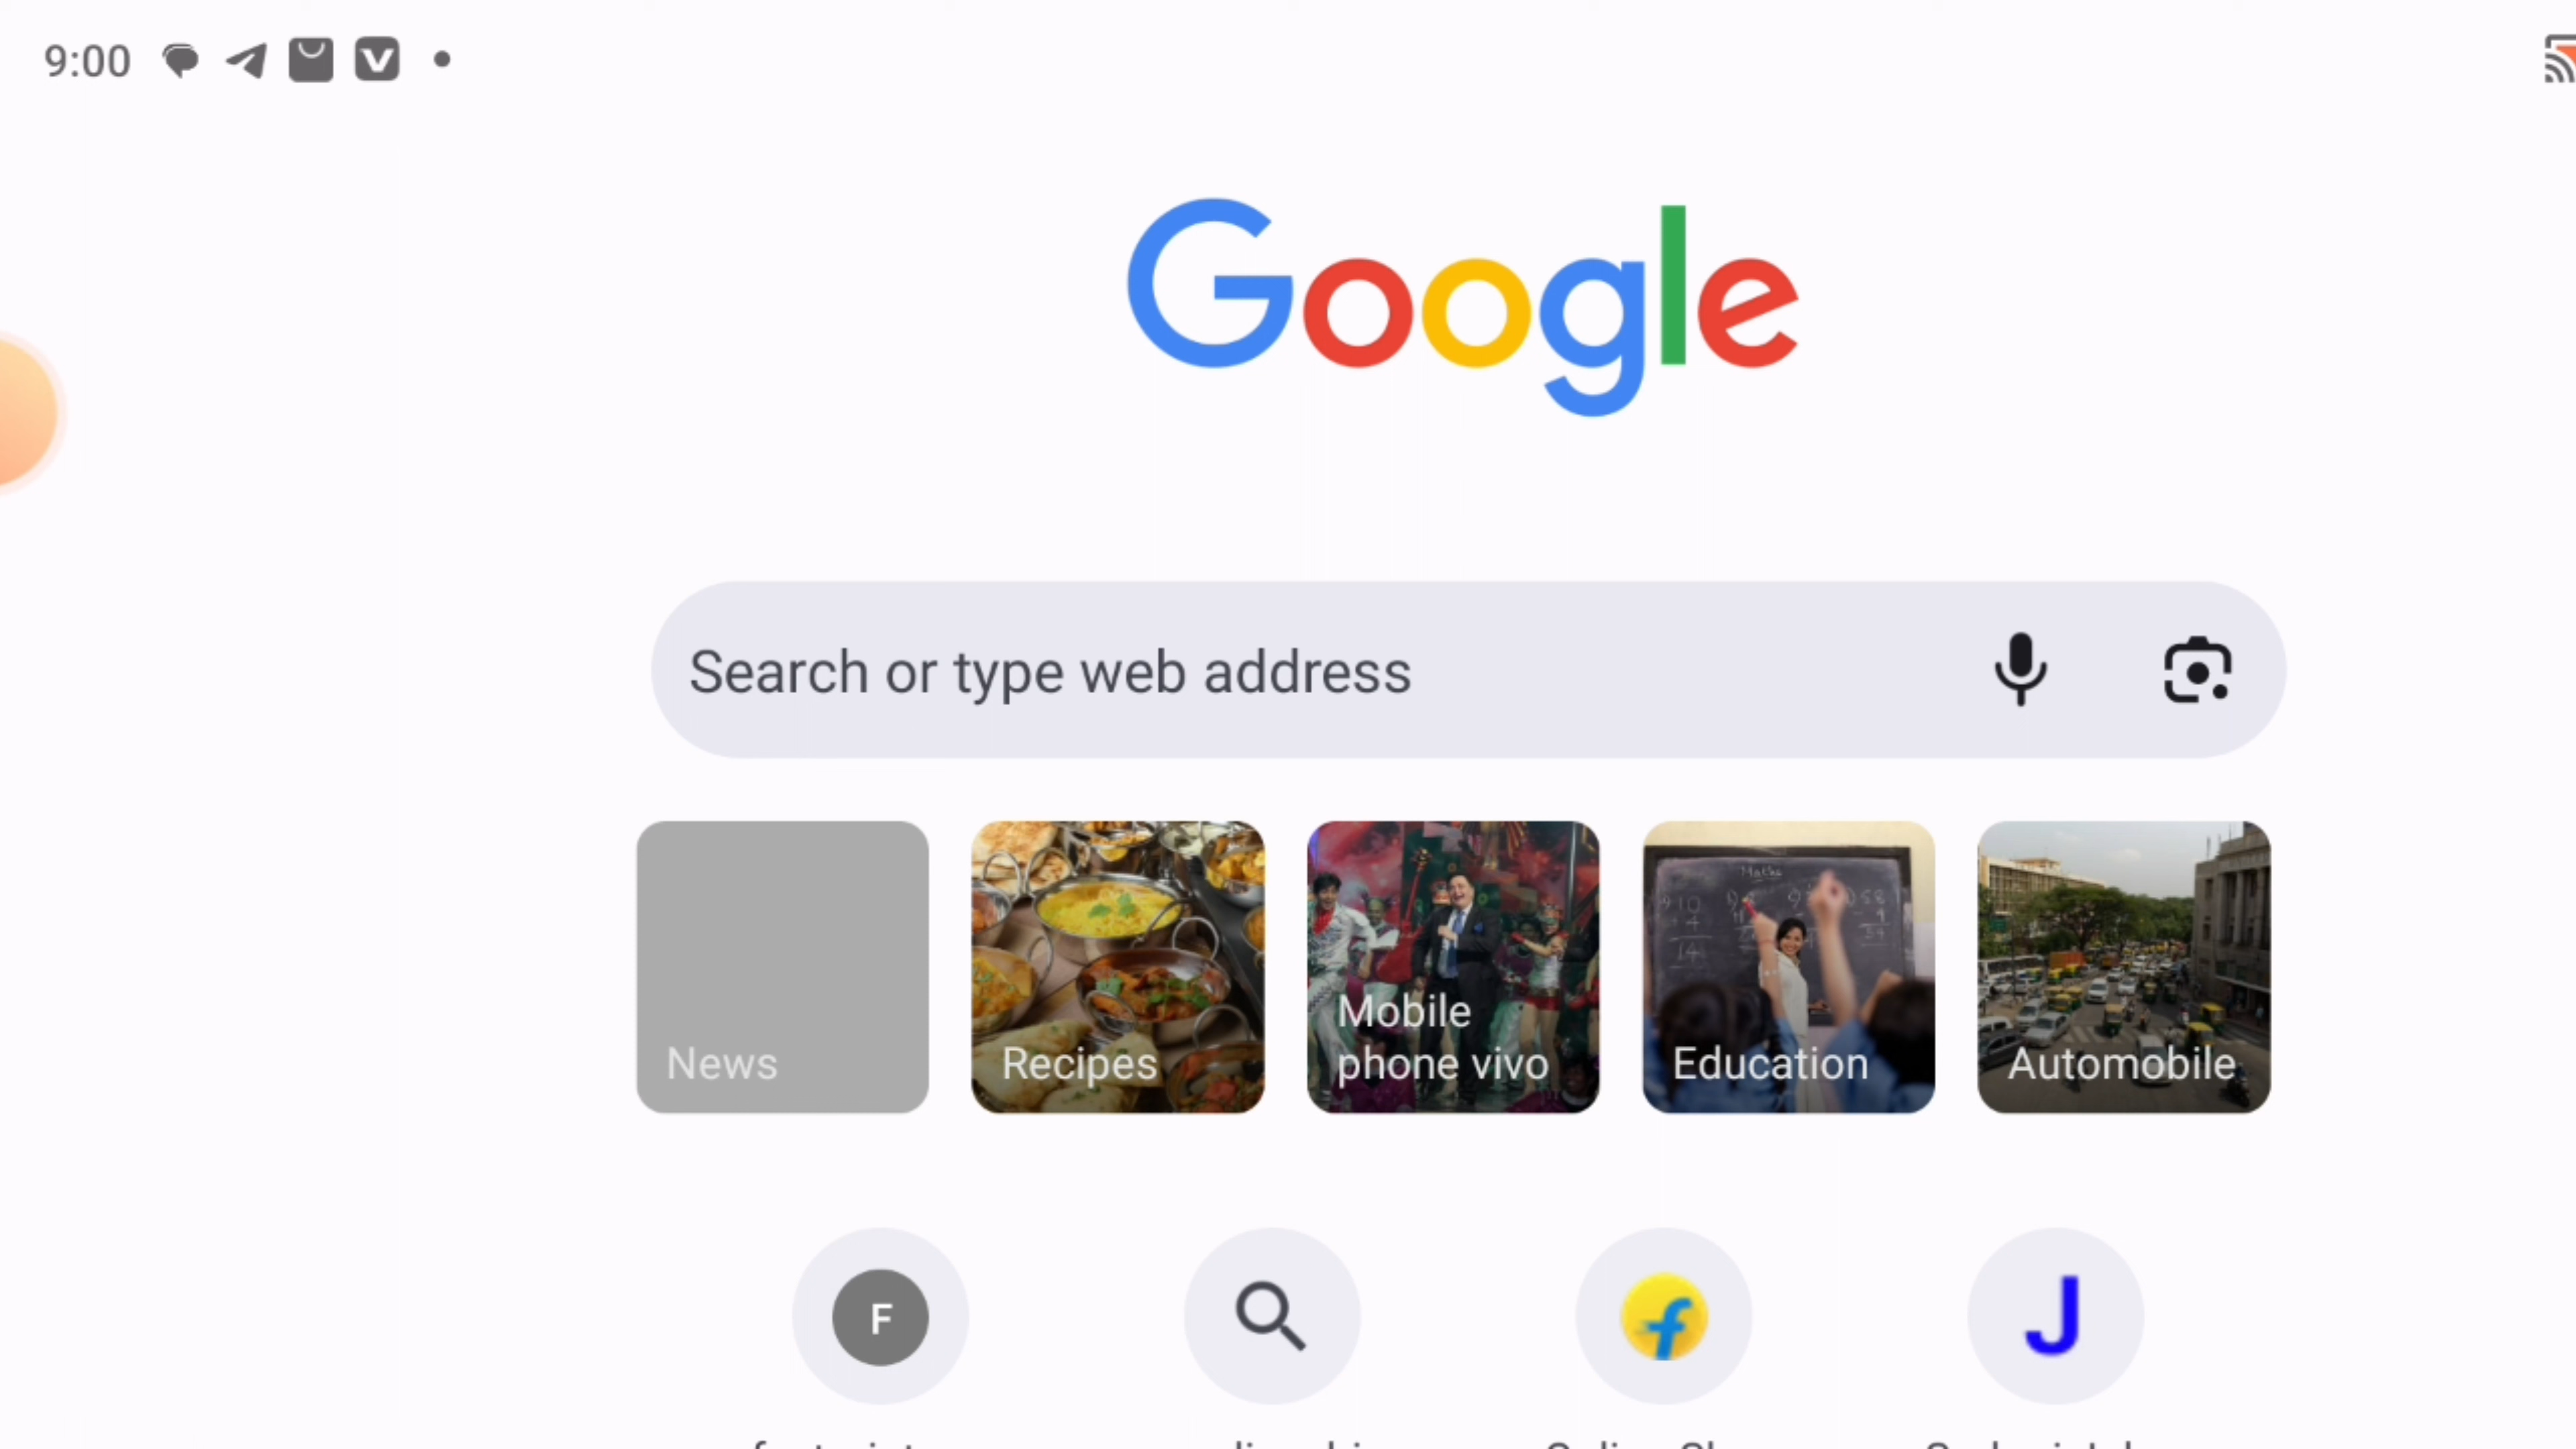 9:00
Google
Search or type web address
News
Recipes
Mobile
phone vivo
Education
Automobile
F
f
J